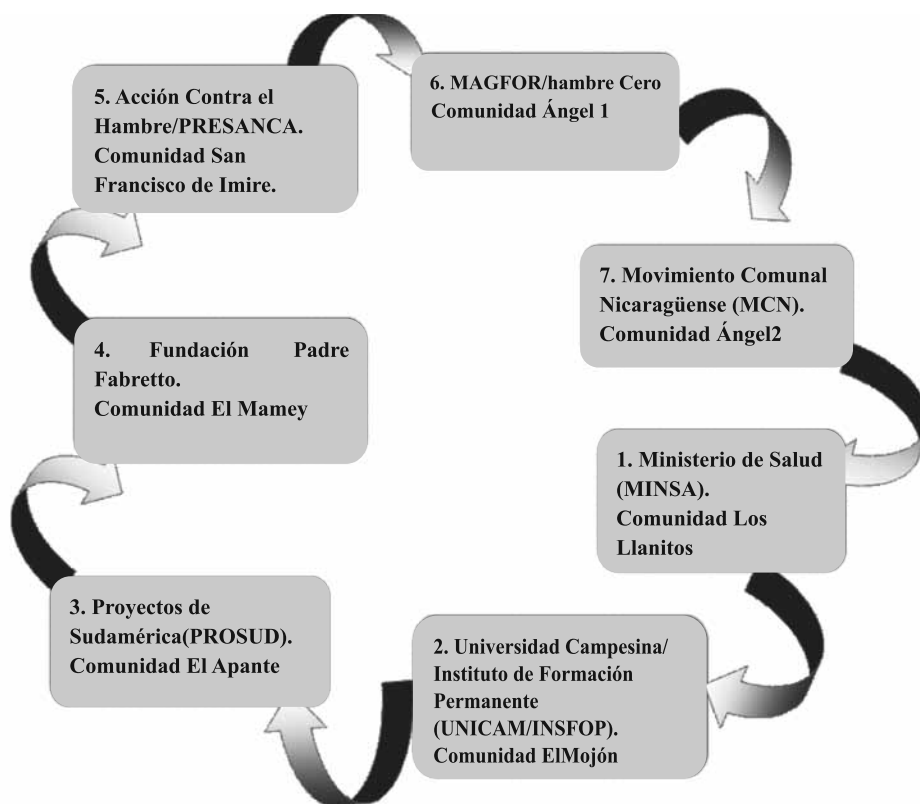 5. Acción Contra el
Hambre/PRESANCA.
Comunidad San
Francisco de Imire.
6. MAGFOR/hambre Cero
Comunidad Ángel 1
7. Movimiento Comunal
Nicaragüense (MCN).
Comunidad Ángel2
4. Fundación Padre
Fabretto.
Comunidad El Mamey
1. Ministerio de Salud
(MINSA).
Comunidad Los
Llanitos
3. Proyectos de
Sudamérica(PROSUD).
Comunidad El Apante
2. Universidad Campesina/
Instituto de Formación
Permanente
(UNICAM/INSFOP).
Comunidad ElMojón